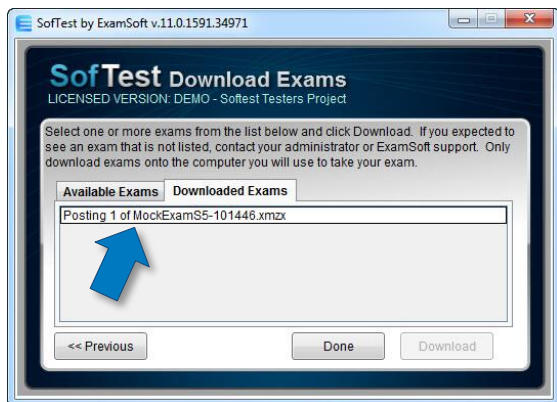 SofTest by ExamSoft v.11.0.1591.34971
SofTest Download Exams
LICENSED VERSION: DEMO - Softest Testers Project
Select one or more exams from the list below and click Download. If you expected to
see an exam that is not listed, contact your administrator or ExamSoft support. Only
download exams onto the computer you will use to take your exam.
Available Exams Downloaded Exams
Posting 1 of MockExamS5-101446.xmzx
<< Previous Done Download